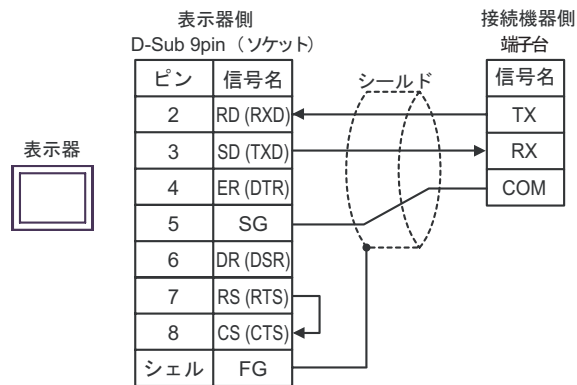 表示器側
D-Sub 9pin（ソケット）
接続機器側
端子台
表示器
シールド
ピン 信号名
2 RD (RXD)
3 SD (TXD)
4 ER (DTR)
5 SG
6 DR (DSR)
7 RS (RTS)
8 CS (CTS)
シェル FG
信号名
TX
RX
COM